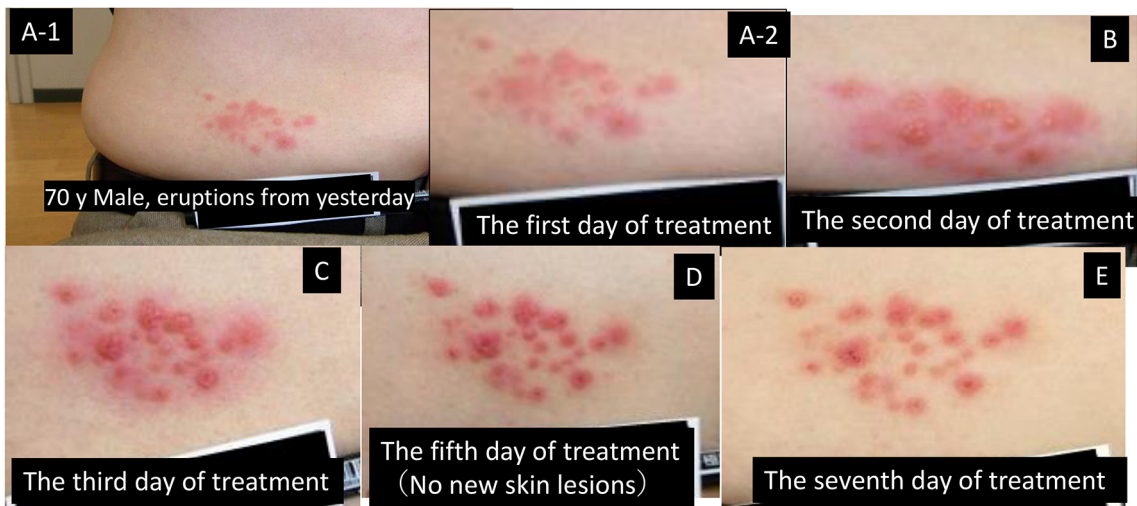 A-1
70 y Male, eruptions from yesterday
A-2
The first day of treatment
B
The second day of treatment
C
The third day of treatment
D
The fifth day of treatment
（No new skin lesions）
E
The seventh day of treatment